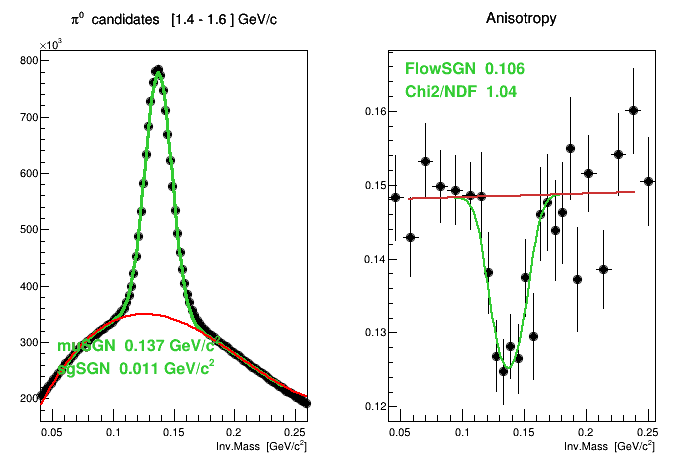 π⁰ candidates [1.4 - 1.6 ] GeV/c
×10³
800
700
600
500
400
300
200
muSGN 0.137 GeV/c²
sgSGN 0.011 GeV/c²
0.05 0.1 0.15 0.2 0.25
Inv.Mass [GeV/c²]
Anisotropy
FlowSGN 0.106
Chi2/NDF 1.04
0.16
0.15
0.14
0.13
0.12
0.05 0.1 0.15 0.2 0.25
Inv.Mass [GeV/c²]